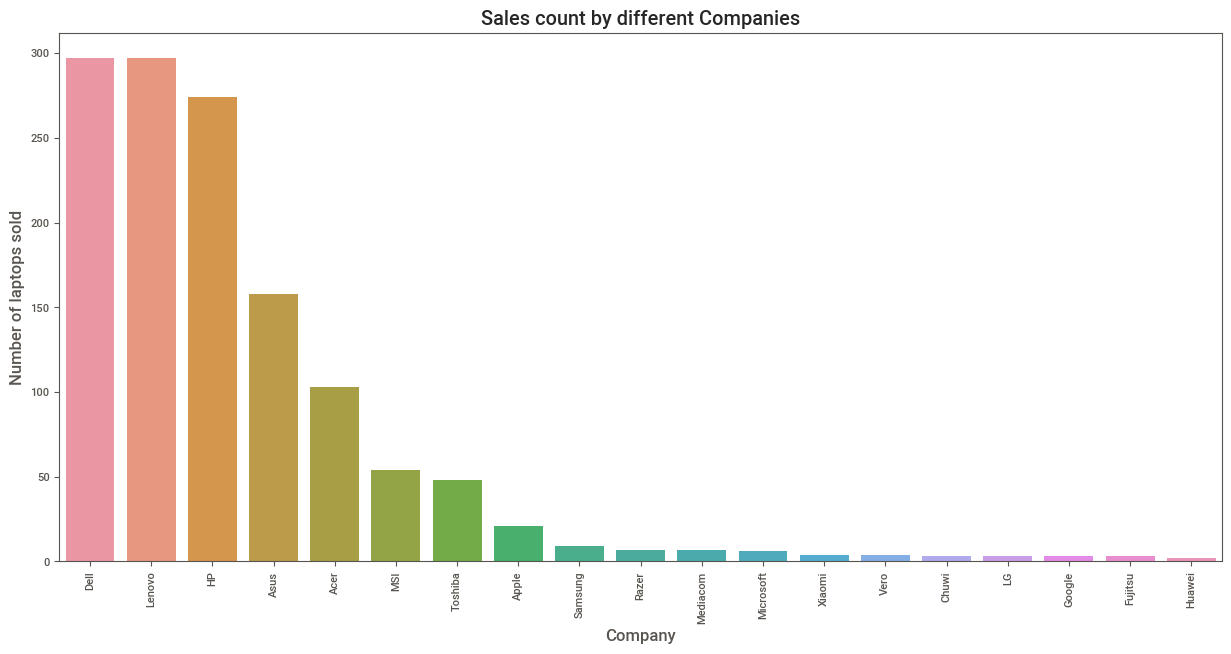 Sales count by different Companies
Number of laptops sold
300
250
200
150
100
50
0
Dell
Lenovo
HP
Asus
Acer
MSI
Toshiba
Apple
Samsung
Razer
Mediacom
Microsoft
Xiaomi
Vero
Chuwi
LG
Google
Fujitsu
Huawei
Company